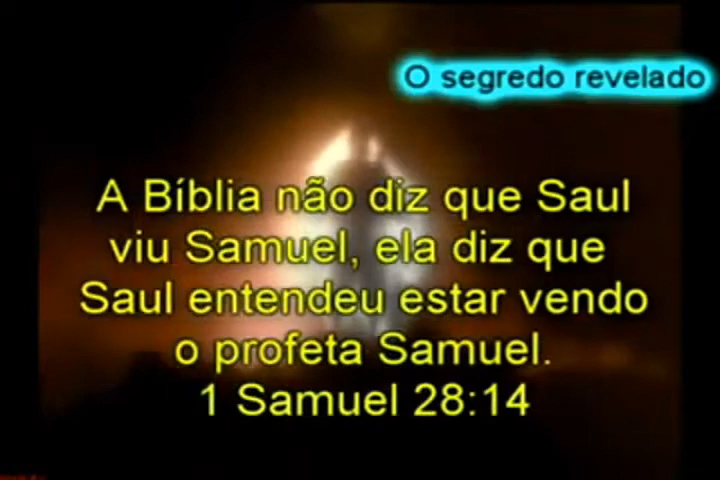 O segredo revelado
A Bíblia não diz que Saul
viu Samuel, ela diz que
Saul entendeu estar vendo
o profeta Samuel.
1 Samuel 28:14